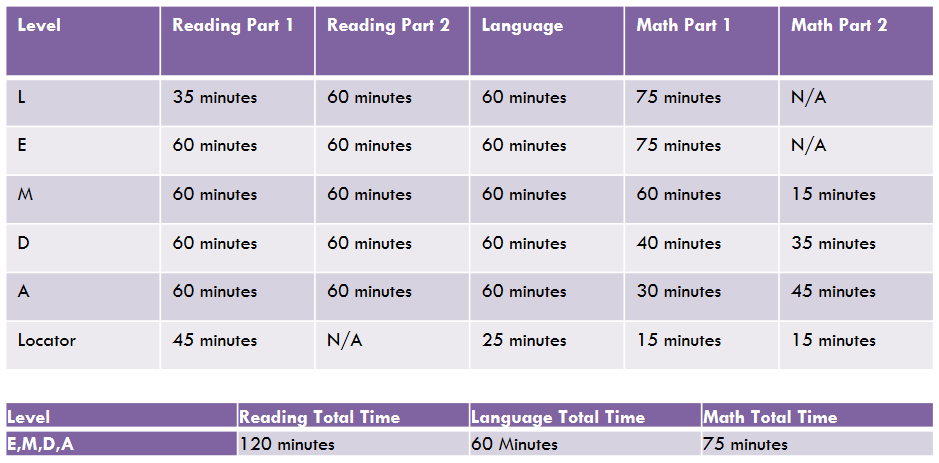 Level Reading Part 1 Reading Part 2 Language Math Part 1 Math Part 2
L 35 minutes 60 minutes 60 minutes 75 minutes N/A
E 60 minutes 60 minutes 60 minutes 75 minutes N/A
M 60 minutes 60 minutes 60 minutes 60 minutes 15 minutes
D 60 minutes 60 minutes 60 minutes 40 minutes 35 minutes
A 60 minutes 60 minutes 60 minutes 30 minutes 45 minutes
Locator 45 minutes N/A 25 minutes 15 minutes 15 minutes
Level Reading Total Time Language Total Time Math Total Time
E,M,D,A 120 minutes 60 Minutes 75 minutes